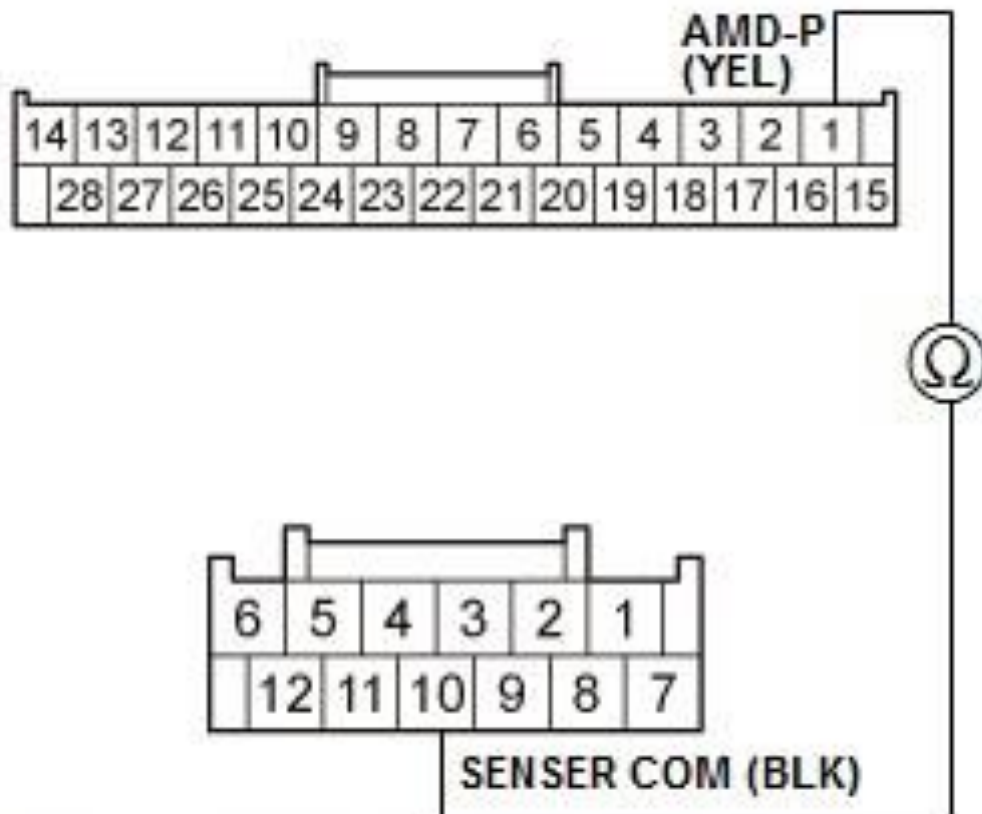 AMD-P
(YEL)
14 13 12 11 10 9 8 7 6 5 4 3 2 1
28 27 26 25 24 23 22 21 20 19 18 17 16 15
Ω
6 5 4 3 2 1
12 11 10 9 8 7
SENSER COM (BLK)